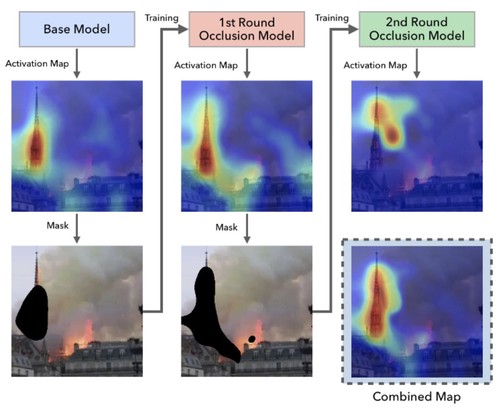 Base Model
Training
1st Round
Occlusion Model
Training
2nd Round
Occlusion Model
Activation Map
Activation Map
Activation Map
Mask
Mask
Combined Map